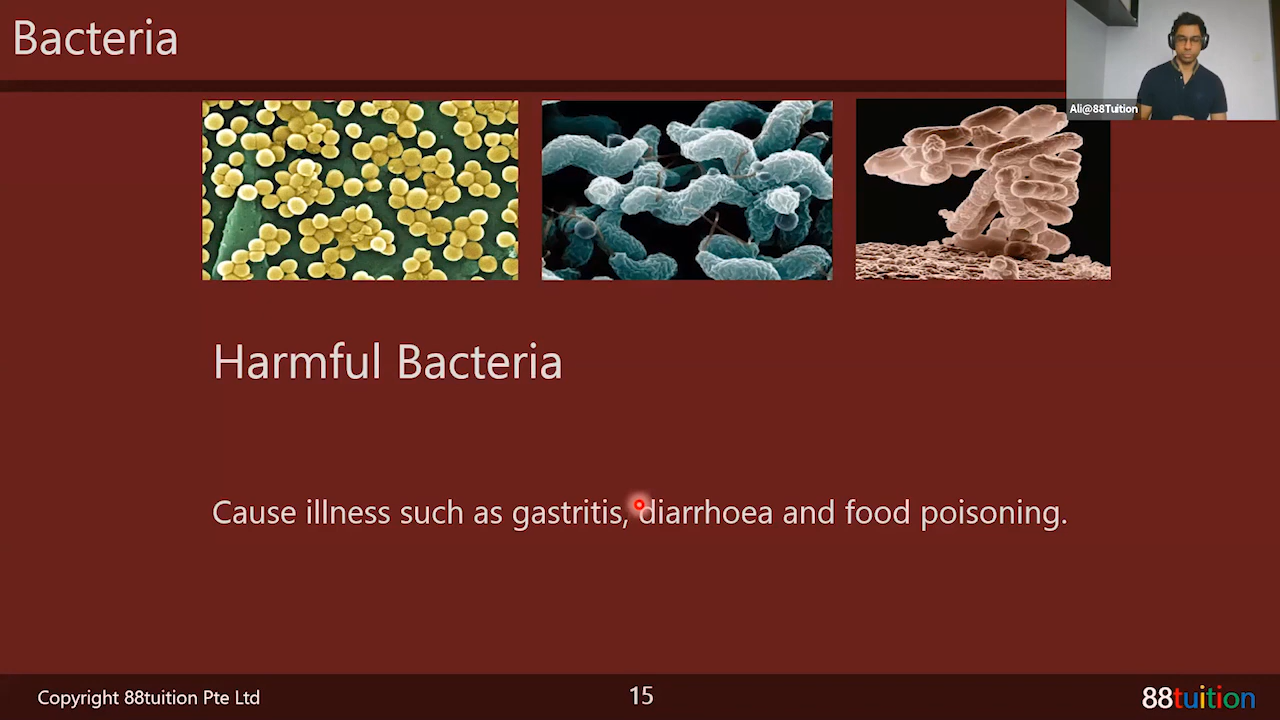 Bacteria
Ali@88Tuition
Harmful Bacteria
Cause illness such as gastritis, diarrhoea and food poisoning.
Copyright 88tuition Pte Ltd
15
88tuition